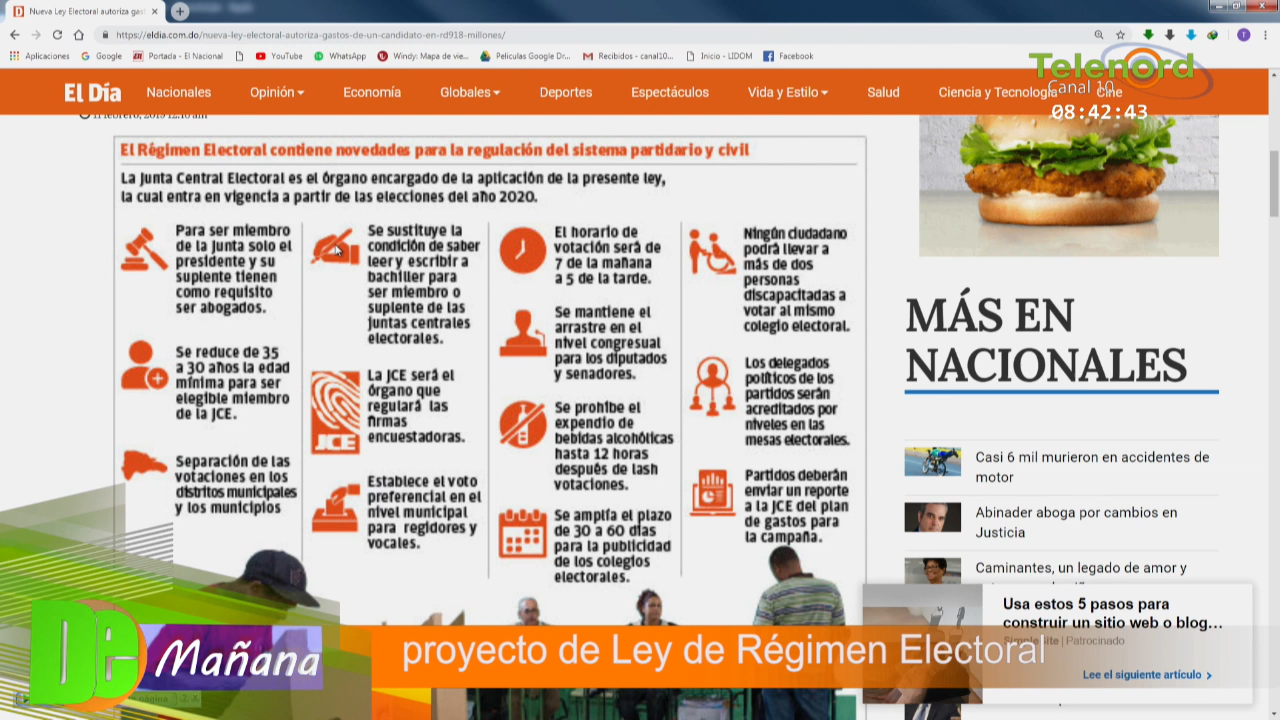 Nueva Ley Electoral autoriza gas
https://eldia.com.do/nueva-ley-electoral-autoriza-gastos-de-un-candidato-en-rd918-millones/
Aplicaciones Google Portada - El Nacional YouTube WhatsApp Windy: Mapa de vie... Peliculas Google Dr... Recibidos - canal10... Inicio - LIDOM Facebook
Telenord
Canal 10
08:42:43
El Día Nacionales Opinión Economía Globales Deportes Espectáculos Vida y Estilo Salud Ciencia y Tecnología Cine
11 febrero, 2019 12:10 am
El Régimen Electoral contiene novedades para la regulación del sistema partidario y civil
La Junta Central Electoral es el órgano encargado de la aplicación de la presente ley,
la cual entra en vigencia a partir de las elecciones del año 2020.
Para ser miembro
de la Junta solo el
presidente y su
suplente tienen
como requisito
ser abogados.
Se reduce de 35
a 30 años la edad
mínima para ser
elegible miembro
de la JCE.
Separación de las
votaciones en los
distritos municipales
y los municipios
Se sustituye la
condición de saber
leer y escribir a
bachiller para
ser miembro o
suplente de las
juntas centrales
electorales.
JCE
La JCE será el
órgano que
regulará las
firmas
encuestadoras.
Establece el voto
preferencial en el
nivel municipal
para regidores y
vocales.
El horario de
votación será de
7 de la mañana
a 5 de la tarde.
Se mantiene el
arrastre en el
nivel congresual
para los diputados
y senadores.
Se prohíbe el
expendio de
bebidas alcohólicas
hasta 12 horas
después de lash
votaciones.
Se amplía el plazo
de 30 a 60 días
para la publicidad
de los colegios
electorales.
Ningún ciudadano
podrá llevar a
más de dos
personas
discapacitadas a
votar al mismo
colegio electoral.
Los delegados
políticos de los
partidos serán
acreditados por
niveles en las
mesas electorales.
Partidos deberán
enviar un reporte
a la JCE del plan
de gastos para
la campaña.
MÁS EN
NACIONALES
Casi 6 mil murieron en accidentes de
motor
Abinader aboga por cambios en
Justicia
Caminantes, un legado de amor y
Usa estos 5 pasos para
construir un sitio web o blog...
Simple Site | Patrocinado
Lee el siguiente artículo
De Mañana
proyecto de Ley de Régimen Electoral